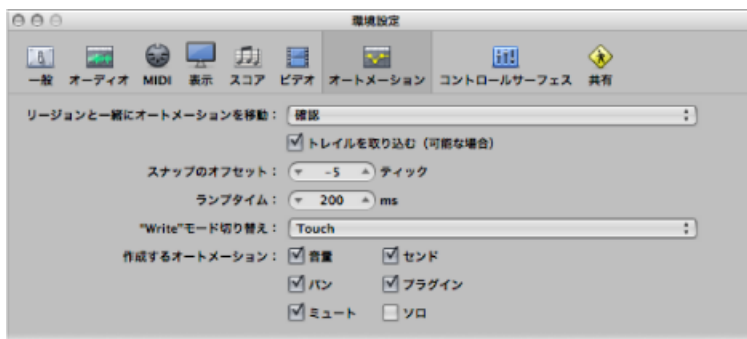 環境設定
一般 オーディオ MIDI 表示 スコア ビデオ オートメーション コントロールサーフェス 共有
リージョンと一緒にオートメーションを移動： 確認
トレイルを取り込む（可能な場合）
スナップのオフセット： -5 ティック
ランプタイム： 200 ms
"Write"モード切り替え： Touch
作成するオートメーション： 音量 センド
パン プラグイン
ミュート ソロ